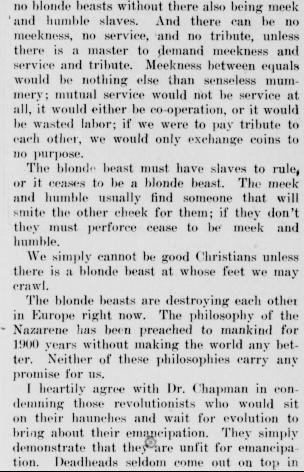 no blonde beasts without there also being meek
and humble slaves. And there can be no
meekness, no service, and no tribute, unless
there is a master to demand meekness and
service and tribute. Meekness between equals
would be nothing else than senseless mum-
mery; mutual service would not be service at
all, it would either be co-operation, or it would
be wasted labor; if we were to pay tribute to
each other, we would only exchange coins to
no purpose.
The blonde beast must have slaves to rule,
or it ceases to be a blonde beast. The meek
and humble usually find someone that will
smite the other cheek for them; if they don't
they must perforce cease to be meek and
humble.
We simply cannot be good Christians unless
there is a blonde beast at whose feet we may
crawl.
The blonde beasts are destroying each other
in Europe right now. The philosophy of the
Nazarene has been preached to mankind for
1900 years without making the world any bet-
ter. Neither of these philosophies carry any
promise for us.
I heartily agree with Dr. Chapman in con-
demning those revolutionists who would sit
on their haunches and wait for evolution to
bring about their emancipation. They simply
demonstrate that they are unfit for emancipa-
tion. Deadheads seldom come out on top in